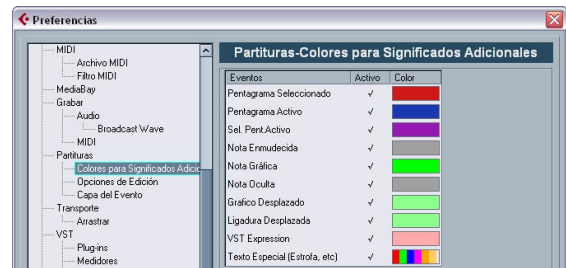 Preferencias
MIDI
Archivo MIDI
Filtro MIDI
MediaBay
Grabar
Audio
Broadcast Wave
MIDI
Partituras
Colores para Significados Adicic
Opciones de Edición
Capa del Evento
Transporte
Arrastrar
VST
Plug-ins
Medidores
Partituras-Colores para Significados Adicionales
Eventos Activo Color
Pentagrama Seleccionado
Pentagrama Activo
Sel. Pent.Activo
Nota Enmudecida
Nota Gráfica
Nota Oculta
Grafico Desplazado
Ligadura Desplazada
VST Expression
Texto Especial (Estrofa, etc)